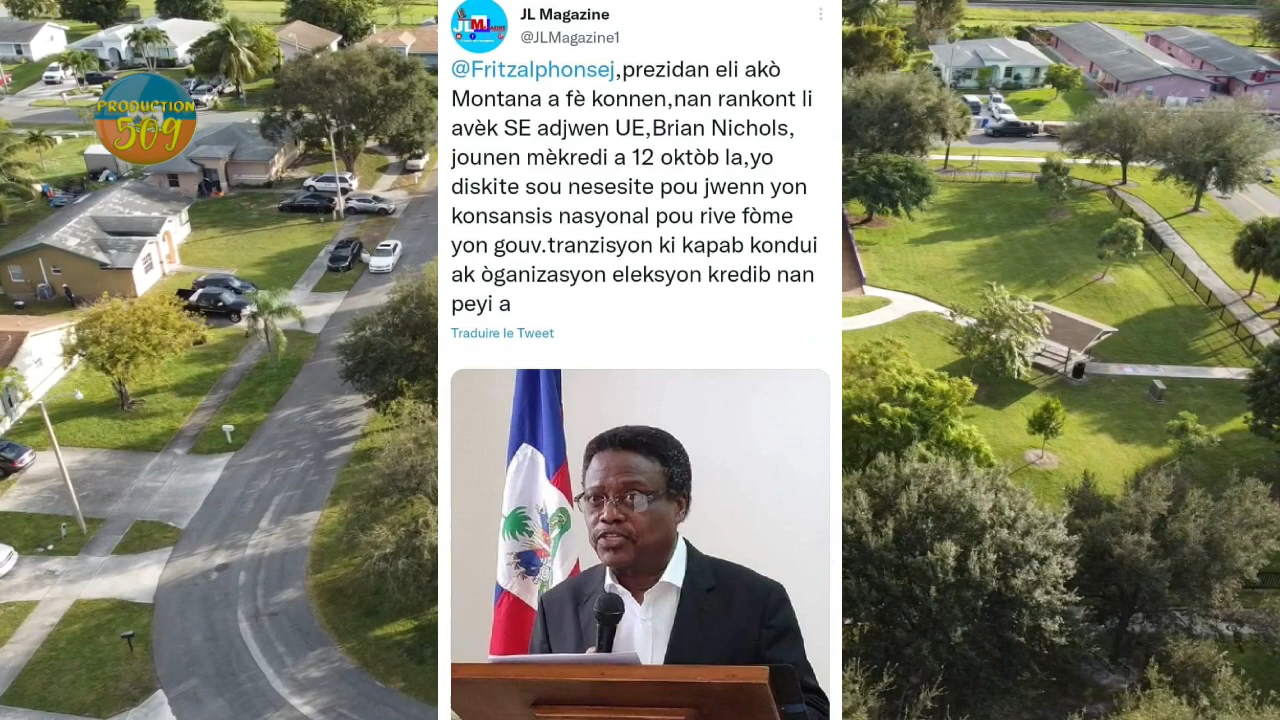 PRODUCTION
509
JL Magazine
@JLMagazine1
@Fritzalphonsej,prezidan eli akò
Montana a fè konnen,nan rankont li
avèk SE adjwen UE,Brian Nichols,
jounen mèkredi a 12 oktòb la,yo
diskite sou nesesite pou jwenn yon
konsansis nasyonal pou rive fòme
yon gouv.tranzisyon ki kapab kondui
ak òganizasyon eleksyon kredib nan
peyi a
Traduire le Tweet